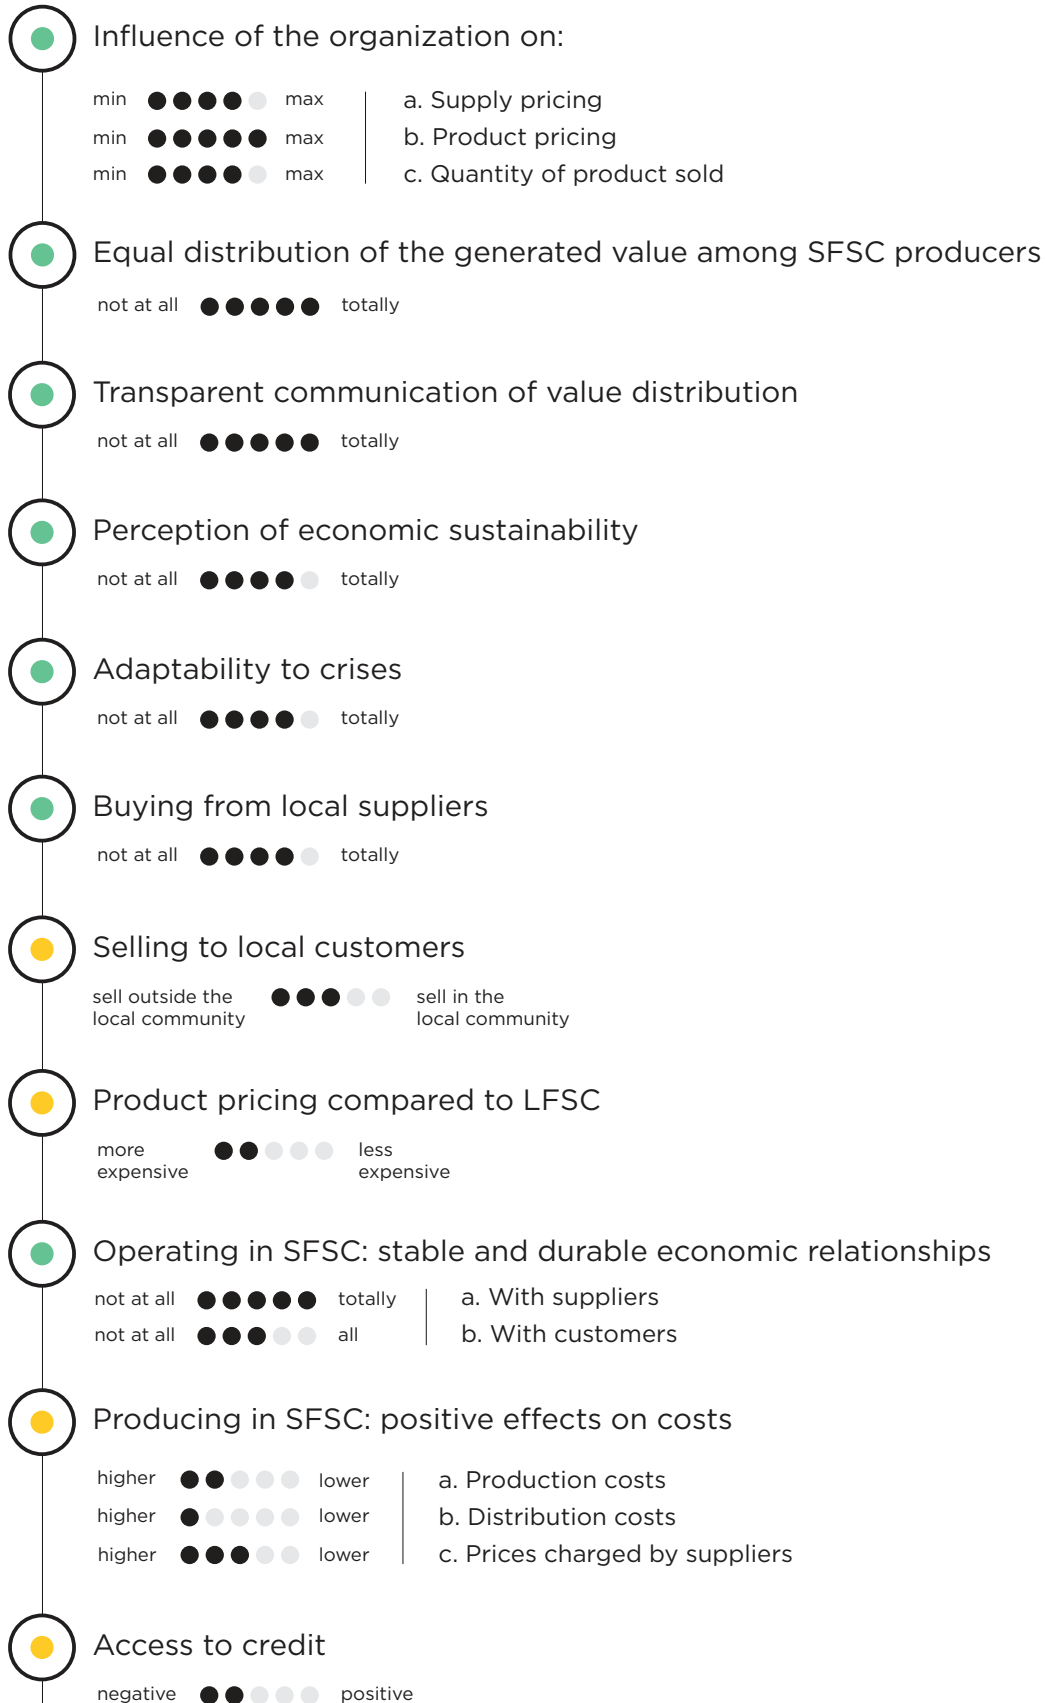 Influence of the organization on:
min max a. Supply pricing
min max b. Product pricing
min max c. Quantity of product sold
Equal distribution of the generated value among SFSC producers
not at all totally
Transparent communication of value distribution
not at all totally
Perception of economic sustainability
not at all totally
Adaptability to crises
not at all totally
Buying from local suppliers
not at all totally
Selling to local customers
sell outside the sell in the
local community local community
Product pricing compared to LFSC
more less
expensive expensive
Operating in SFSC: stable and durable economic relationships
not at all totally a. With suppliers
not at all all b. With customers
Producing in SFSC: positive effects on costs
higher lower a. Production costs
higher lower b. Distribution costs
higher lower c. Prices charged by suppliers
Access to credit
negative positive